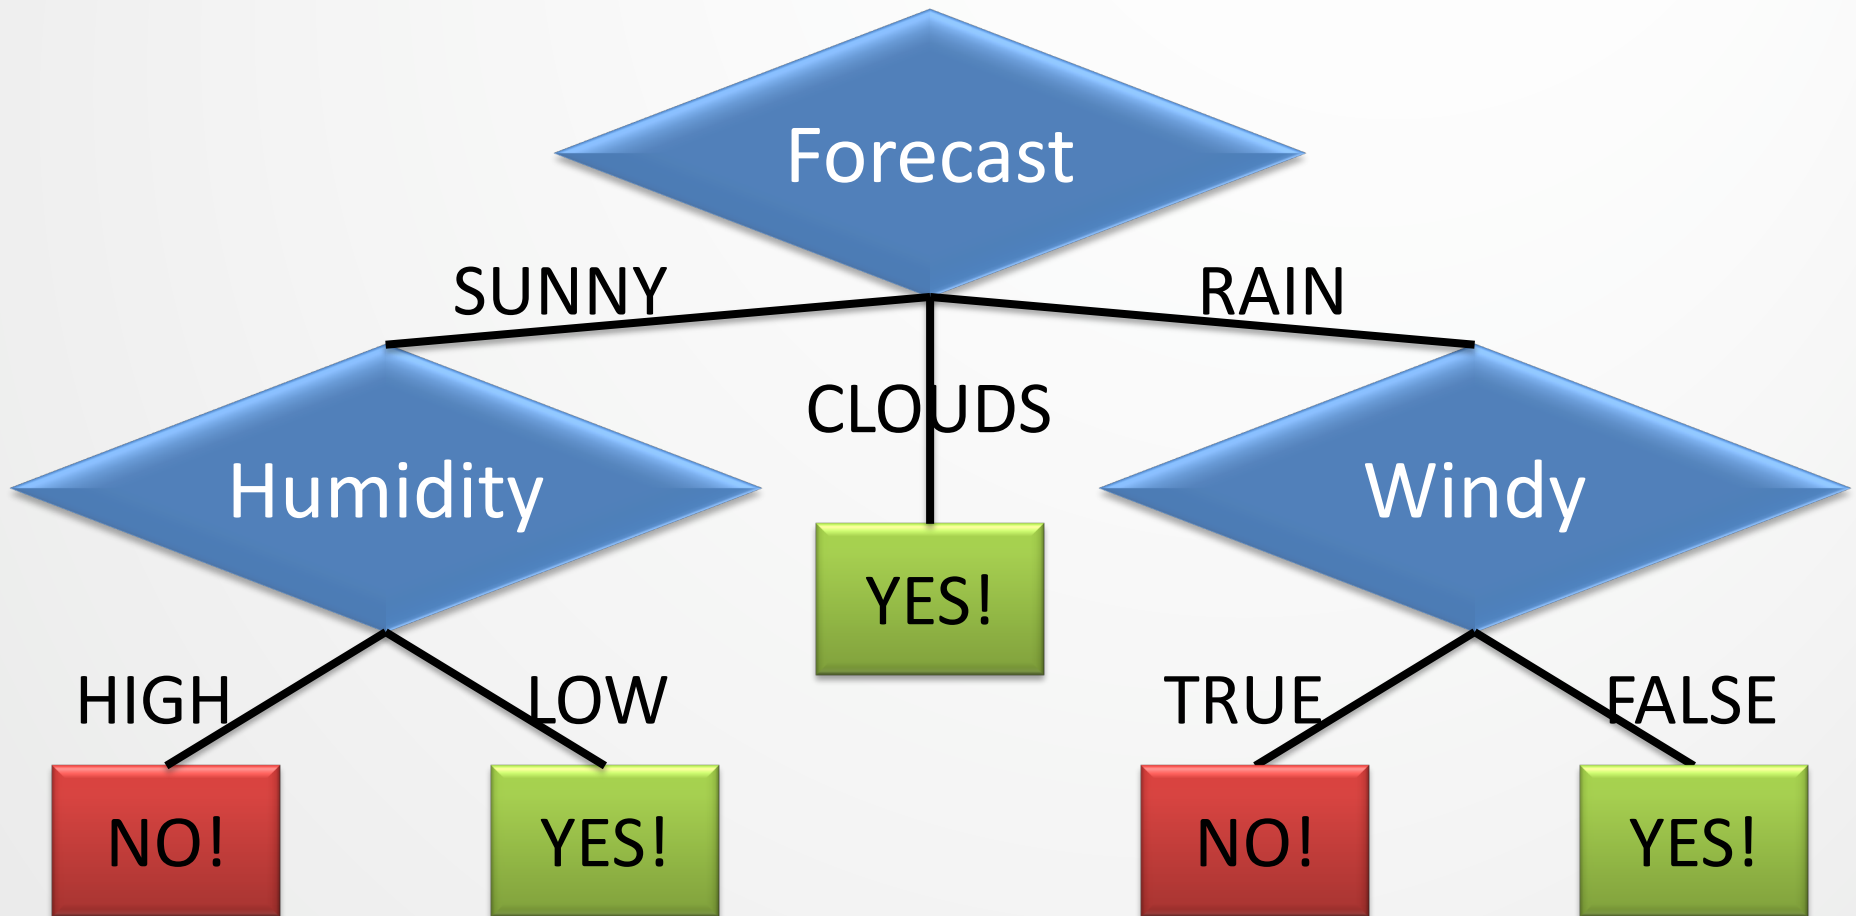 Forecast
SUNNY
RAIN
CLOUDS
Humidity
Windy
YES!
HIGH
LOW
TRUE
FALSE
NO!
YES!
NO!
YES!